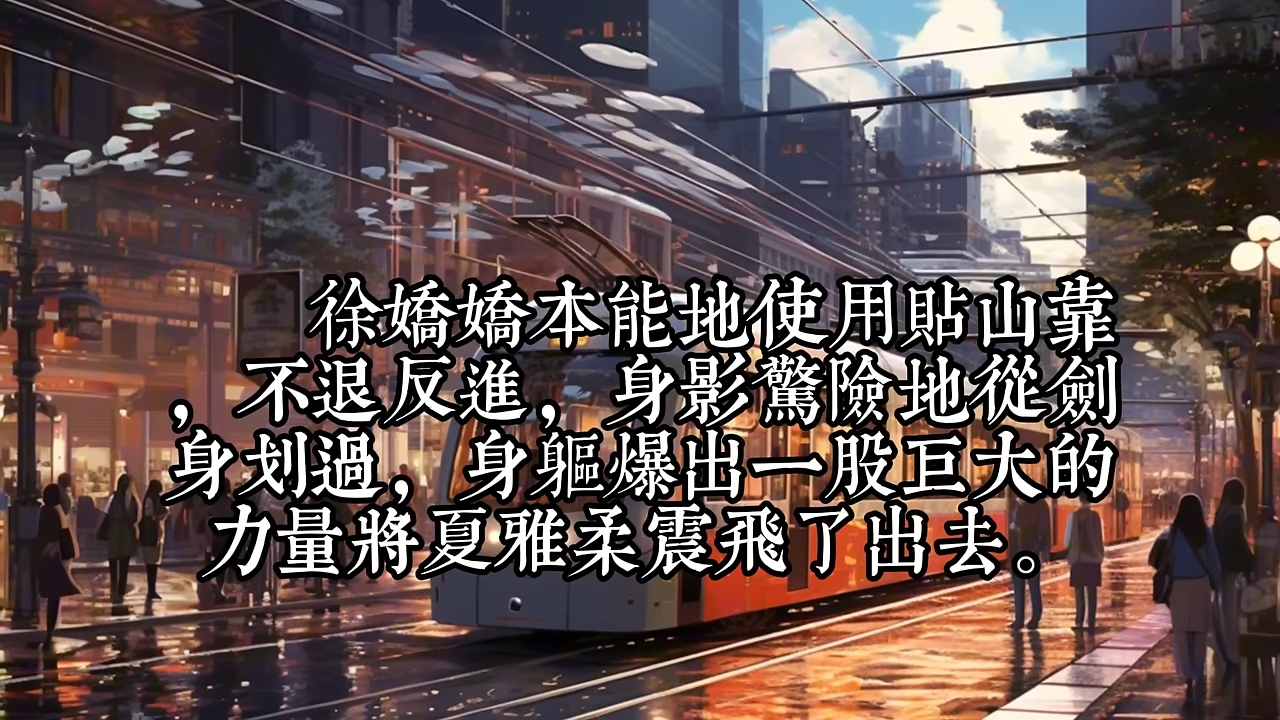 徐嬌嬌本能地使用貼山靠
，不退反進，身影驚險地從劍
身划過，身軀爆出一股巨大的
力量將夏雅柔震飛了出去。